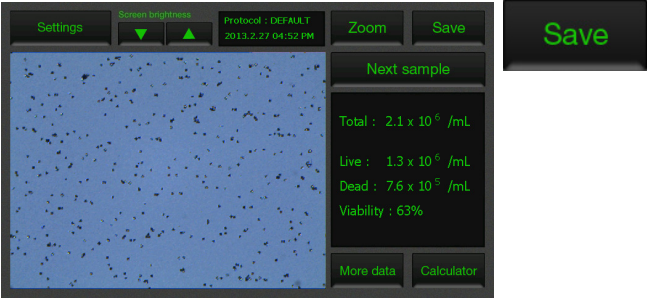 Settings
Screen brightness
Protocol : DEFAULT
2013.2.27 04:52 PM
Zoom
Save
Save
Next sample
Total : 2.1 x 10 6 /mL
Live : 1.3 x 10 6 /mL
Dead : 7.6 x 10 5 /mL
Viability : 63%
More data
Calculator